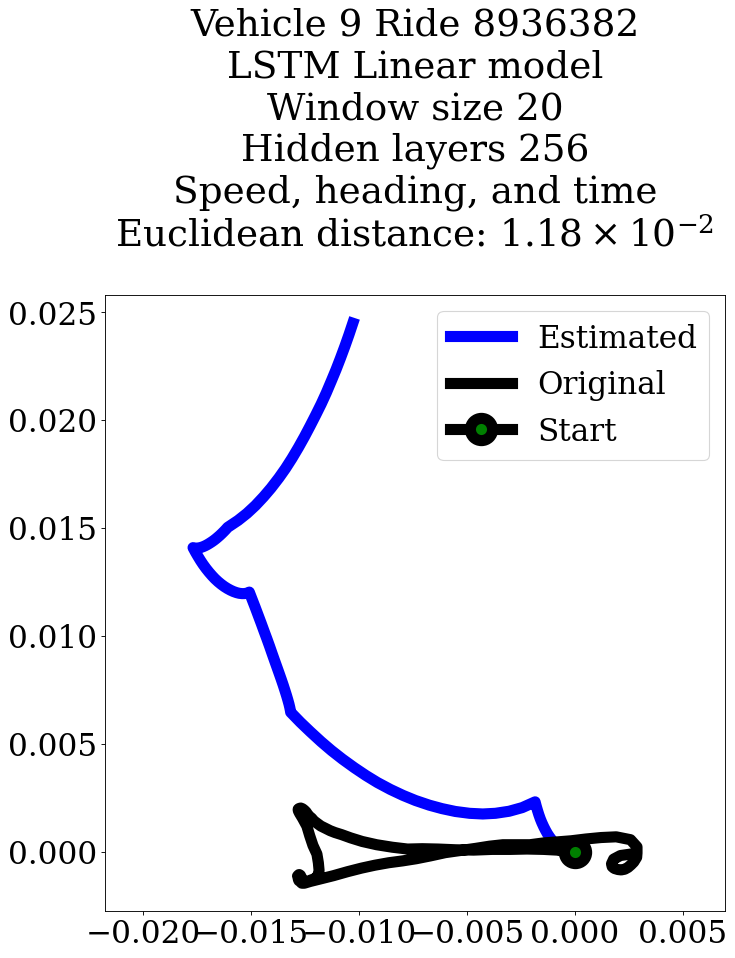 Vehicle 9 Ride 8936382
LSTM Linear model
Window size 20
Hidden layers 256
Speed, heading, and time
Euclidean distance: 1.18 × 10⁻²
0.025
0.020
0.015
0.010
0.005
0.000
Estimated
Original
Start
−0.020 −0.015 −0.010 −0.005 0.000 0.005